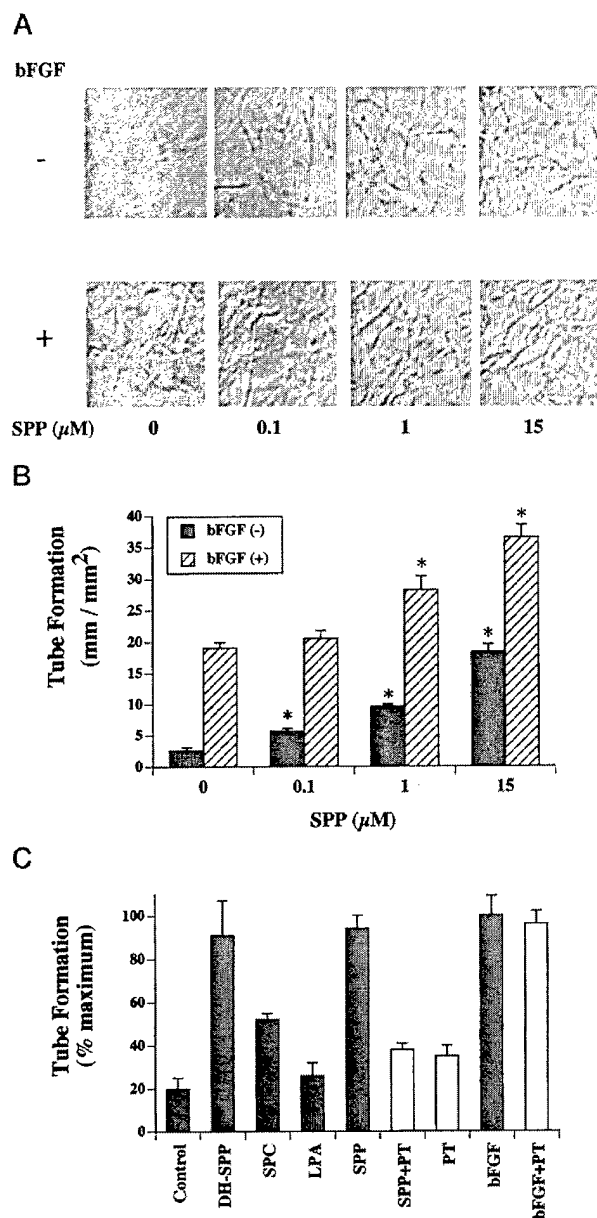 A
bFGF
-
+
SPP (μM) 0 0.1 1 15
B
Tube Formation
(mm / mm²)
40
35
30
25
20
15
10
5
0
bFGF (-)
bFGF (+)
* * * * *
0 0.1 1 15
SPP (μM)
C
Tube Formation
(% maximum)
100
80
60
40
20
0
Control
DH-SPP
SPC
LPA
SPP
SPP+PT
PT
bFGF
bFGF+PT